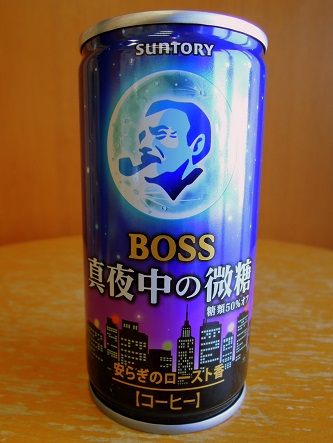 SUNTORY
BOSS
真夜中の微糖
糖類50%オフ
安らぎのロースト香
【コーヒー】